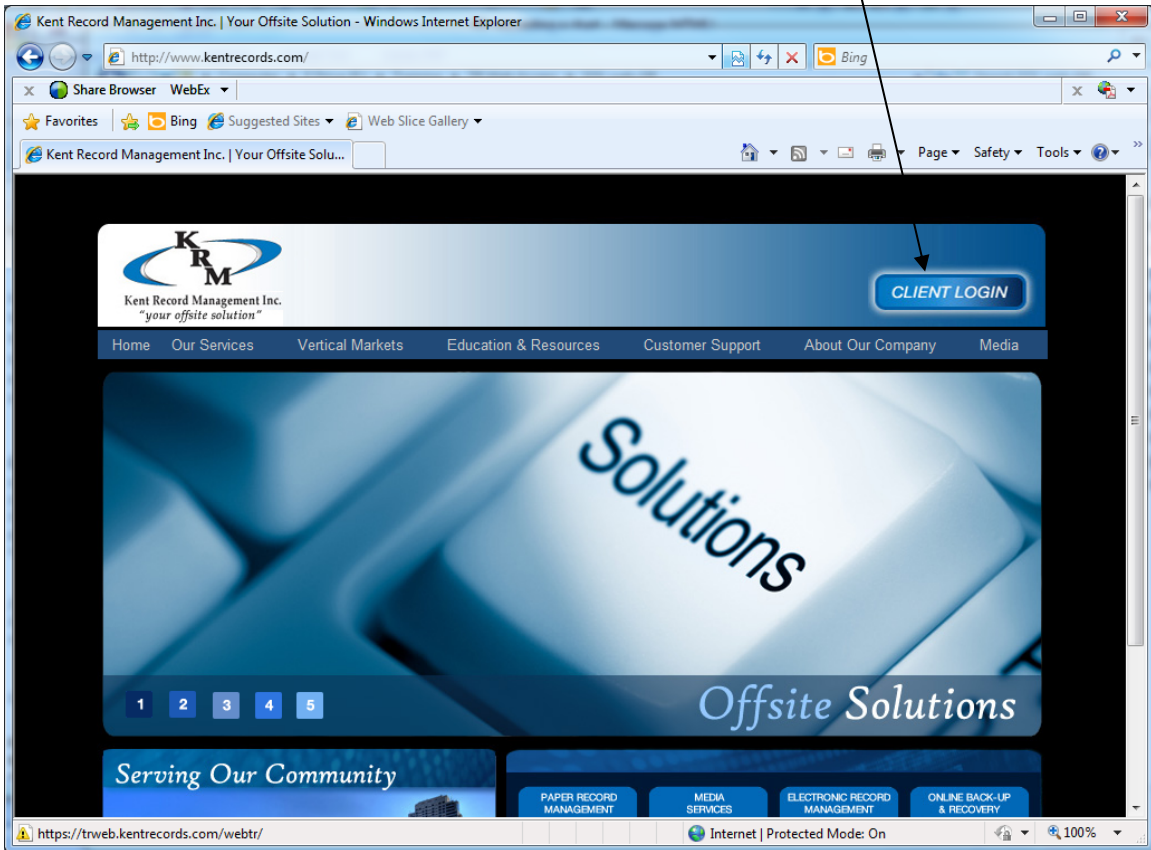 Kent Record Management Inc. | Your Offsite Solution - Windows Internet Explorer
http://www.kentrecords.com/
Bing
Share Browser WebEx
Favorites Bing Suggested Sites Web Slice Gallery
Kent Record Management Inc. | Your Offsite Solu... Page Safety Tools
KRM
Kent Record Management Inc.
"your offsite solution"
CLIENT LOGIN
Home Our Services Vertical Markets Education & Resources Customer Support About Our Company Media
Solutions
1 2 3 4 5
Offsite Solutions
Serving Our Community
PAPER RECORD MANAGEMENT MEDIA SERVICES ELECTRONIC RECORD MANAGEMENT ONLINE BACK-UP & RECOVERY
https://trweb.kentrecords.com/webtr/ Internet | Protected Mode: On 100%